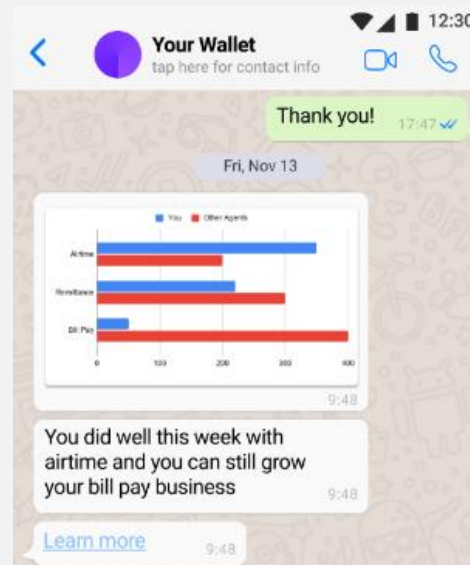 12:30
Your Wallet
tap here for contact info
Thank you! 17:47
Fri, Nov 13
You Other Agents
Airtime
Remittance
Bill Pay
0 100 200 300 400
9:48
You did well this week with
airtime and you can still grow
your bill pay business 9:48
Learn more 9:48